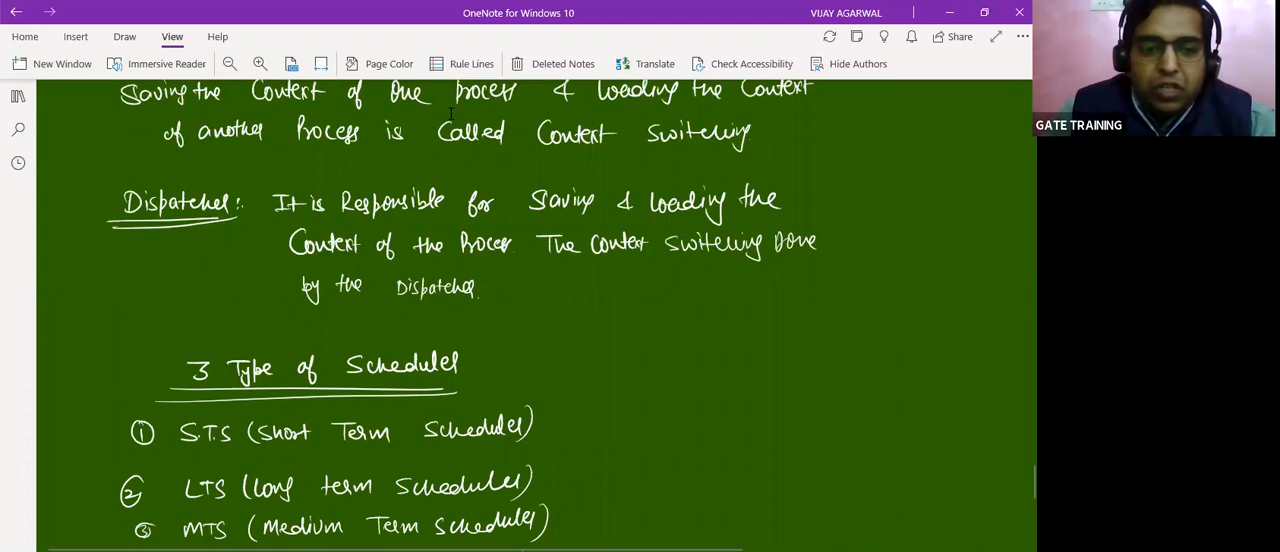 OneNote for Windows 10
VIJAY AGARWAL
Home Insert Draw View Help
Share
New Window Immersive Reader Page Color Rule Lines Deleted Notes Translate Check Accessibility Hide Authors
GATE TRAINING
Saving the Context of One process & loading the Context
of another Process is Called Context switering
Dispatcher: It is Responsible for Saving & loading the
Context of the Process. The Context switering Done
by the Dispatcher.
3 Type of Scheduler
① S.T.S (Short Term Scheduler)
② LTS (long term Scheduler)
③ MTS (Medium Term Scheduler)